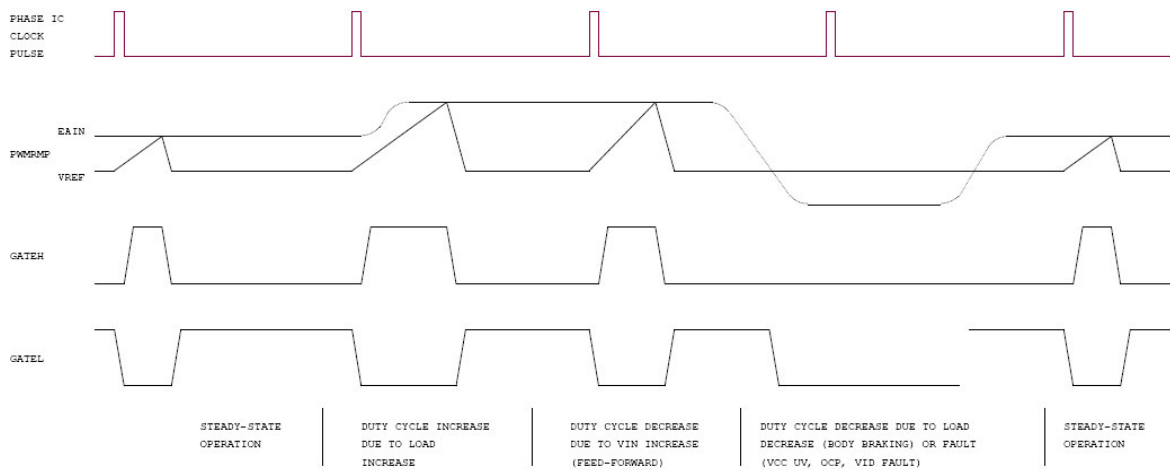 PHASE IC
CLOCK
PULSE
EAIN
PWMRMP
VREF
GATEH
GATEL
STEADY-STATE
OPERATION
DUTY CYCLE INCREASE
DUE TO LOAD
INCREASE
DUTY CYCLE DECREASE
DUE TO VIN INCREASE
(FEED-FORWARD)
DUTY CYCLE DECREASE DUE TO LOAD
DECREASE (BODY BRAKING) OR FAULT
(VCC UV, OCP, VID FAULT)
STEADY-STATE
OPERATION